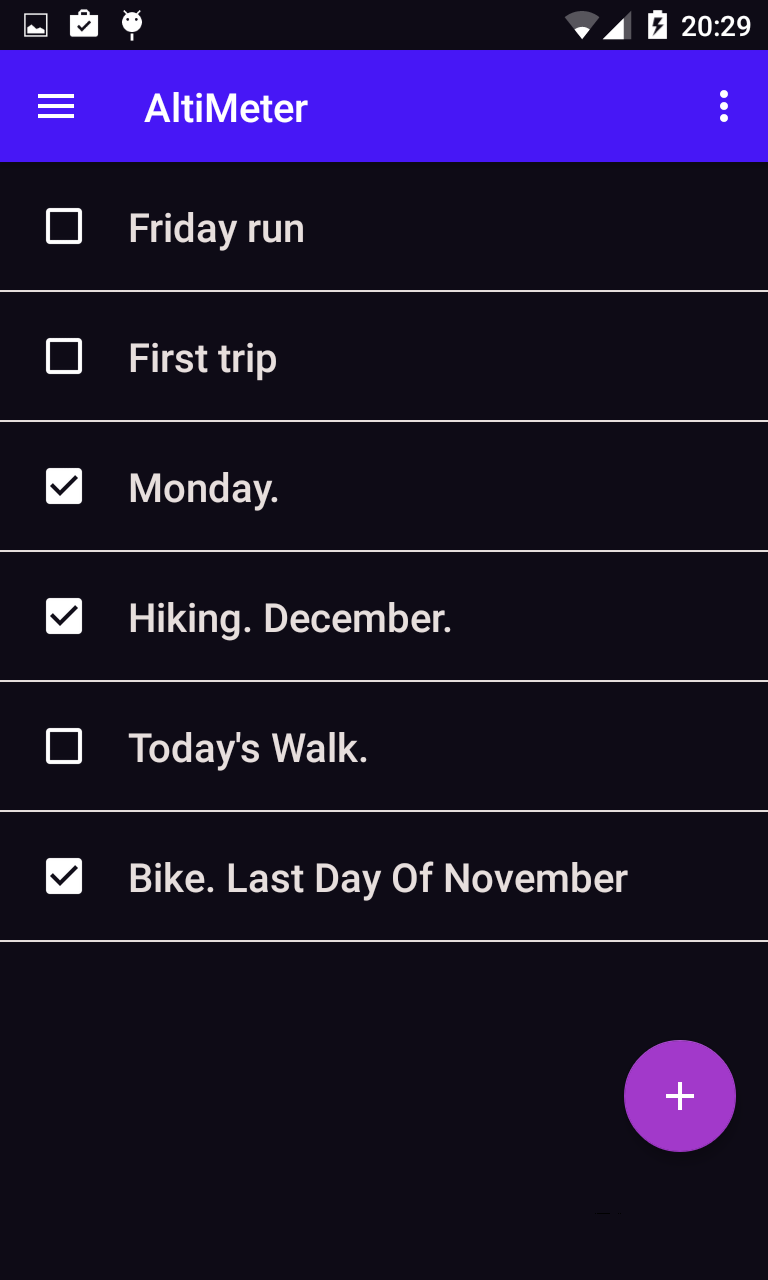 20:29
AltiMeter
Friday run
First trip
Monday.
Hiking. December.
Today's Walk.
Bike. Last Day Of November